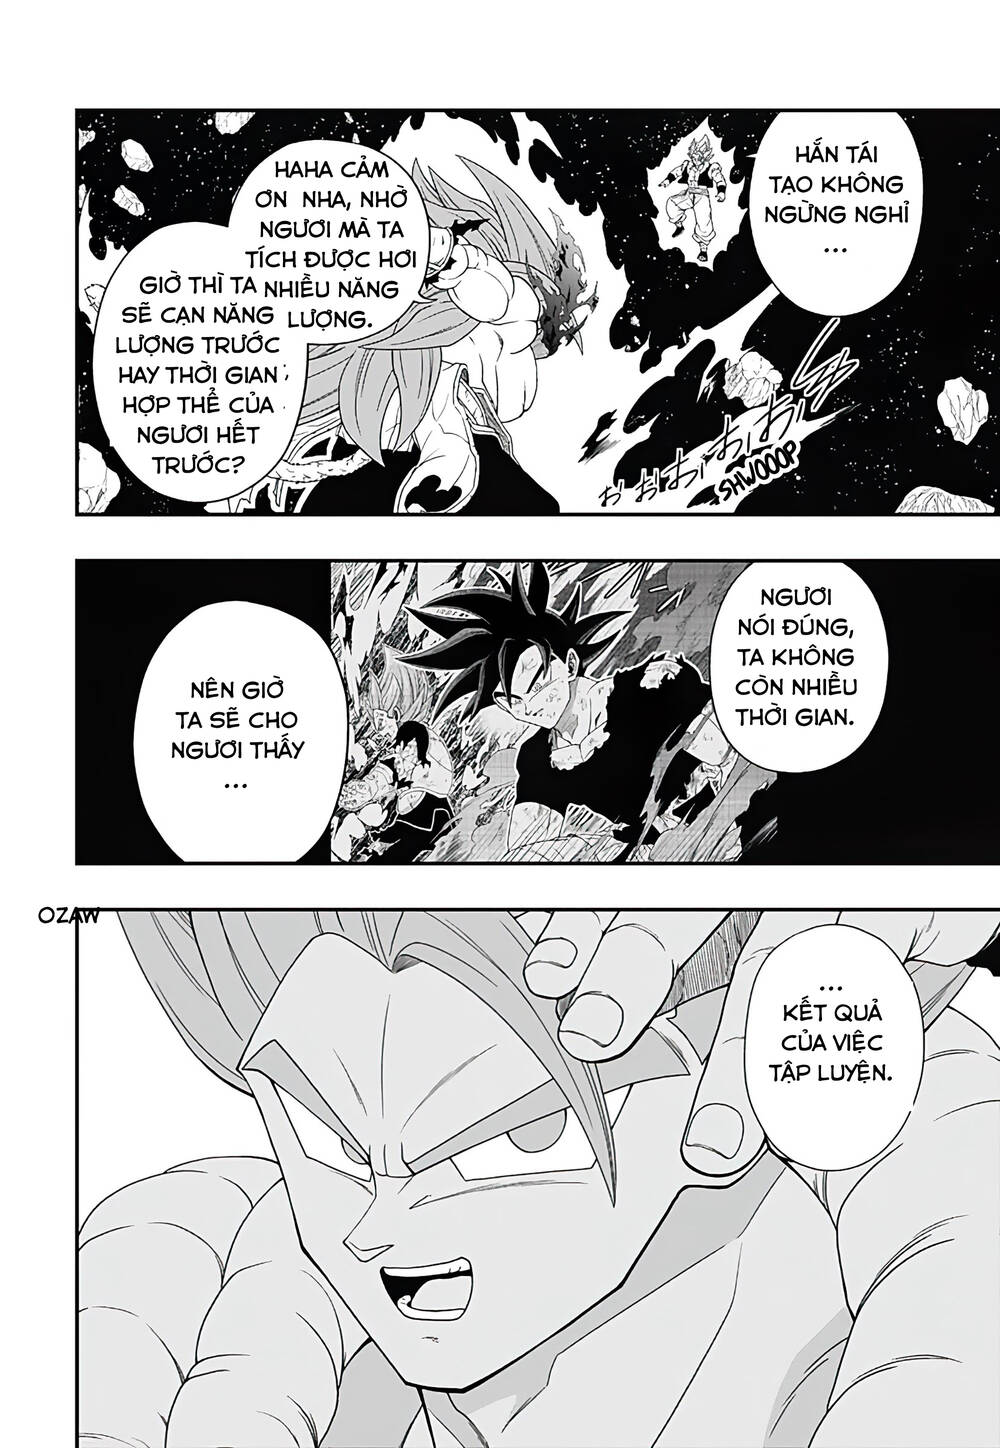 HẮN TÁI
TẠO KHÔNG
NGỪNG NGHỈ
...
HAHA CẢM
ƠN NHA, NHỜ
NGƯƠI MÀ TA
TÍCH ĐƯỢC HƠI
NHIỀU NĂNG
LƯỢNG.
GIỜ THÌ TA
SẼ CẠN NĂNG
LƯỢNG TRƯỚC
HAY THỜI GIAN
HỢP THỂ CỦA
NGƯƠI HẾT
TRƯỚC?
SHWOOOP
NGƯƠI
NÓI ĐÚNG,
TA KHÔNG
CÒN NHIỀU
THỜI GIAN.
NÊN GIỜ
TA SẼ CHO
NGƯƠI THẤY
...
OZAW
...
KẾT QUẢ
CỦA VIỆC
TẬP LUYỆN.